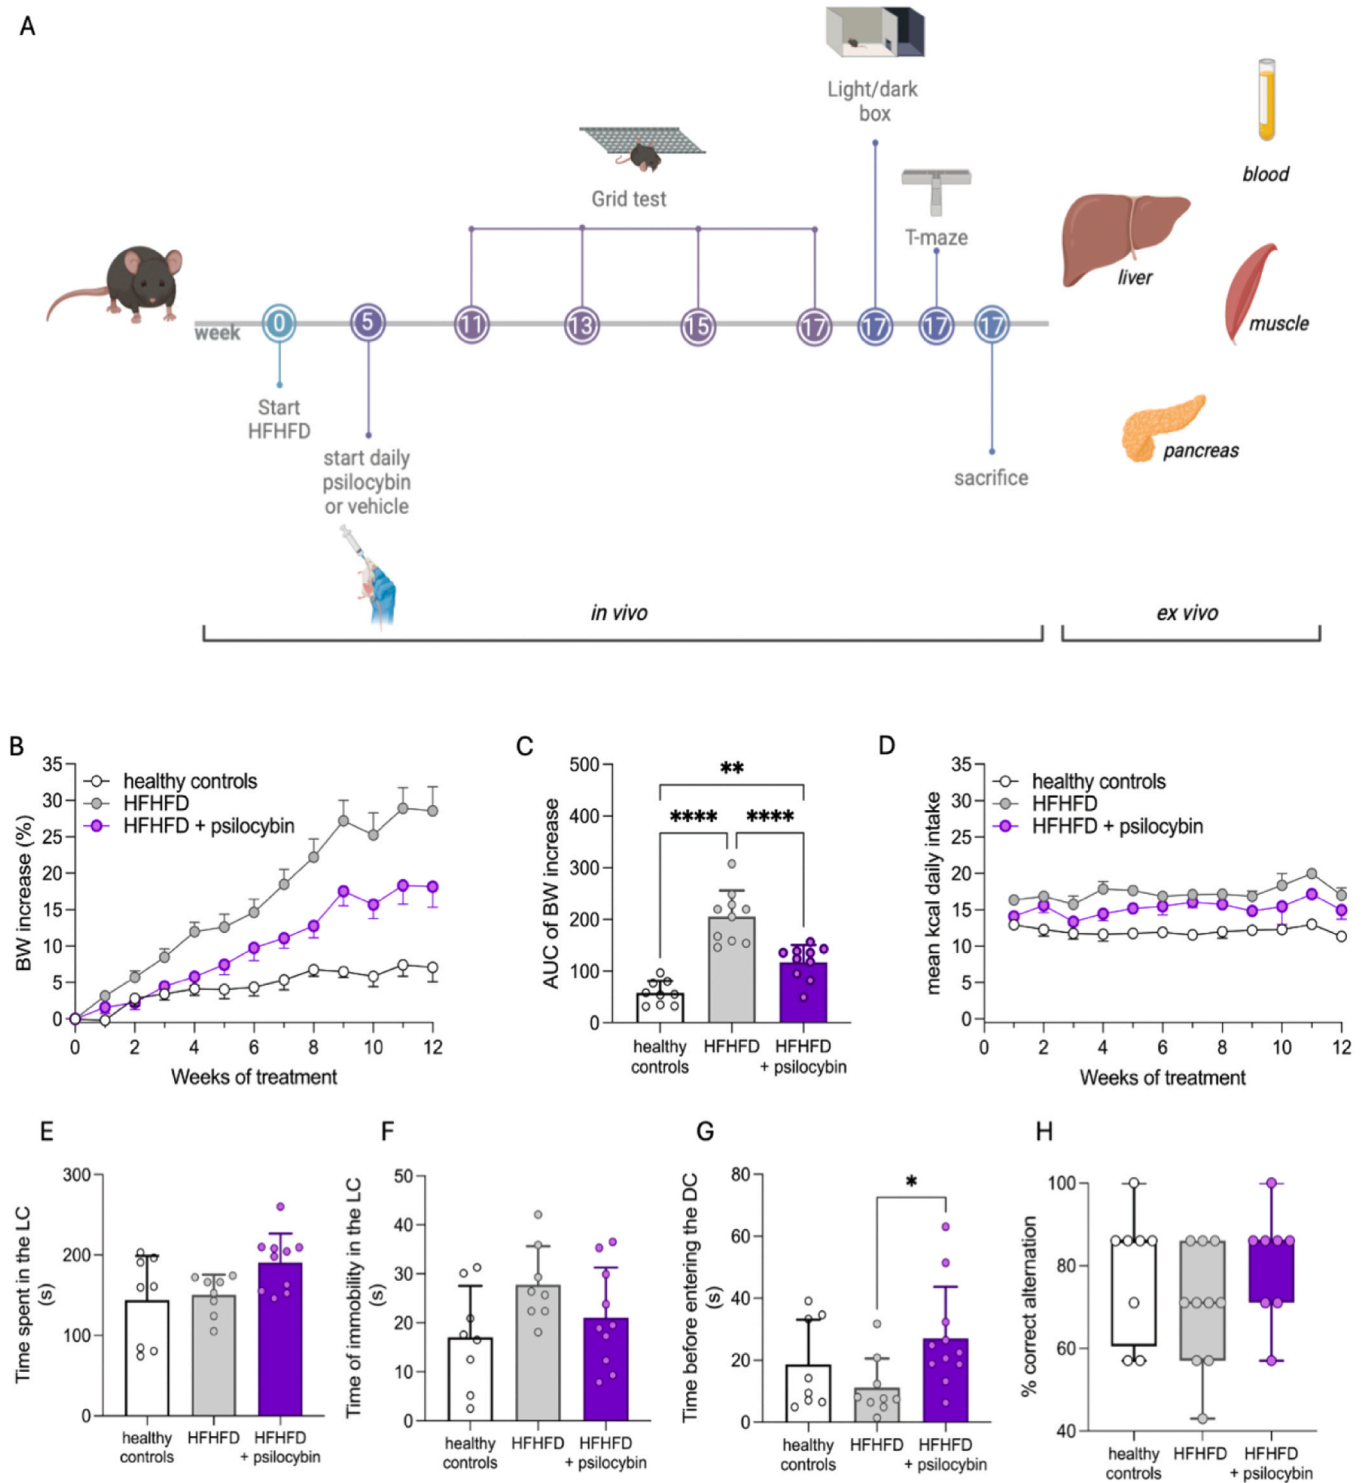 A
Light/dark
box
blood
Grid test
T-maze
liver
muscle
week
0
5
11
13
15
17
17
17
17
Start
HFHFD
start daily
psilocybin
or vehicle
pancreas
sacrifice
in vivo
ex vivo
B
35
30
25
20
15
10
5
0
BW increase (%)
healthy controls
HFHFD
HFHFD + psilocybin
0
2
4
6
8
10
12
Weeks of treatment
C
500
400
300
200
100
0
AUC of BW increase
**
****
****
healthy
controls
HFHFD
HFHFD
+ psilocybin
D
35
30
25
20
15
10
5
0
mean kcal daily intake
healthy controls
HFHFD
HFHFD + psilocybin
0
2
4
6
8
10
12
Weeks of treatment
E
300
200
100
0
Time spent in the LC
(s)
healthy
controls
HFHFD
HFHFD
+ psilocybin
F
50
40
30
20
10
0
Time of immobility in the LC
(s)
healthy
controls
HFHFD
HFHFD
+ psilocybin
G
80
60
40
20
0
Time before entering the DC
(s)
*
healthy
controls
HFHFD
HFHFD
+ psilocybin
H
100
80
60
40
% correct alternation
healthy
controls
HFHFD
HFHFD
+ psilocybin